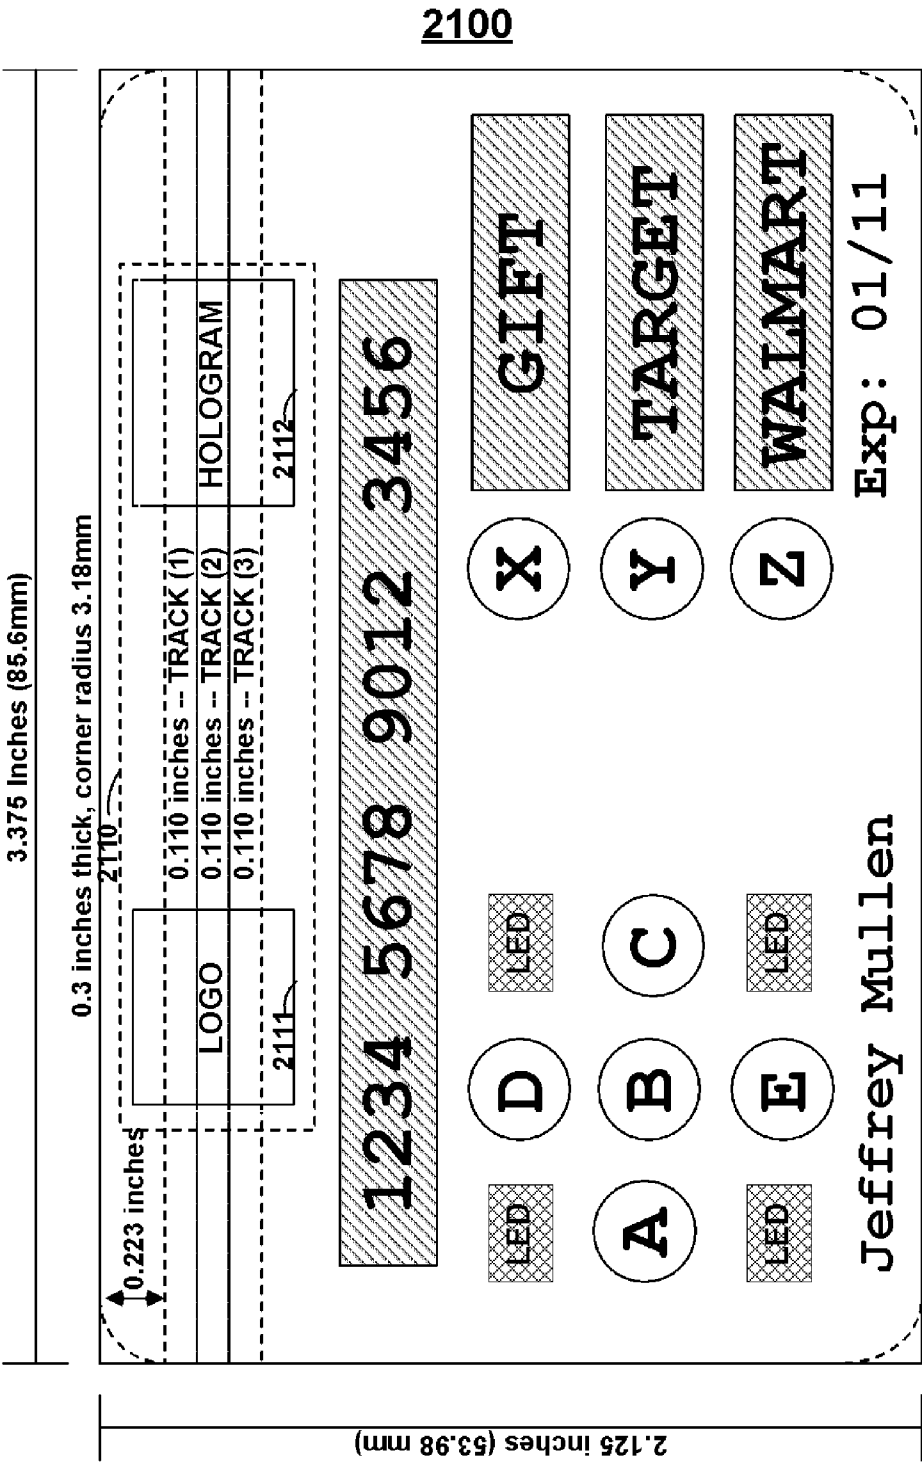 2100
3.375 Inches (85.6mm)
0.3 inches thick, corner radius 3.18mm
2110
0.223 inches
LOGO
2111
0.110 inches -- TRACK (1)
0.110 inches -- TRACK (2)
0.110 inches -- TRACK (3)
HOLOGRAM
2112
1234 5678 9012 3456
LED
D
LED
X
GIFT
A
B
C
Y
TARGET
LED
E
LED
Z
WALMART
Jeffrey Mullen
Exp: 01/11
2.125 inches (53.98 mm)